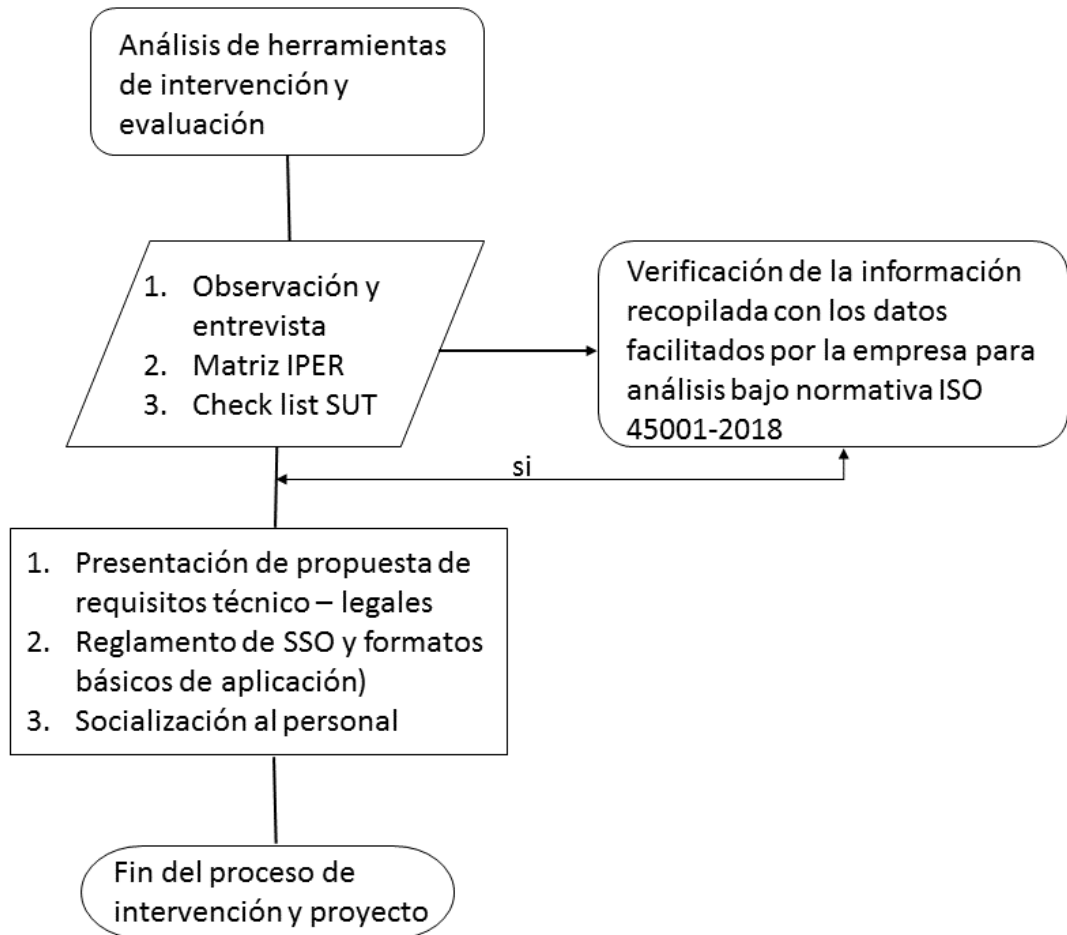 Análisis de herramientas
de intervención y
evaluación
1. Observación y
entrevista
2. Matriz IPER
3. Check list SUT
Verificación de la información
recopilada con los datos
facilitados por la empresa para
análisis bajo normativa ISO
45001-2018
si
1. Presentación de propuesta de
requisitos técnico – legales
2. Reglamento de SSO y formatos
básicos de aplicación)
3. Socialización al personal
Fin del proceso de
intervención y proyecto